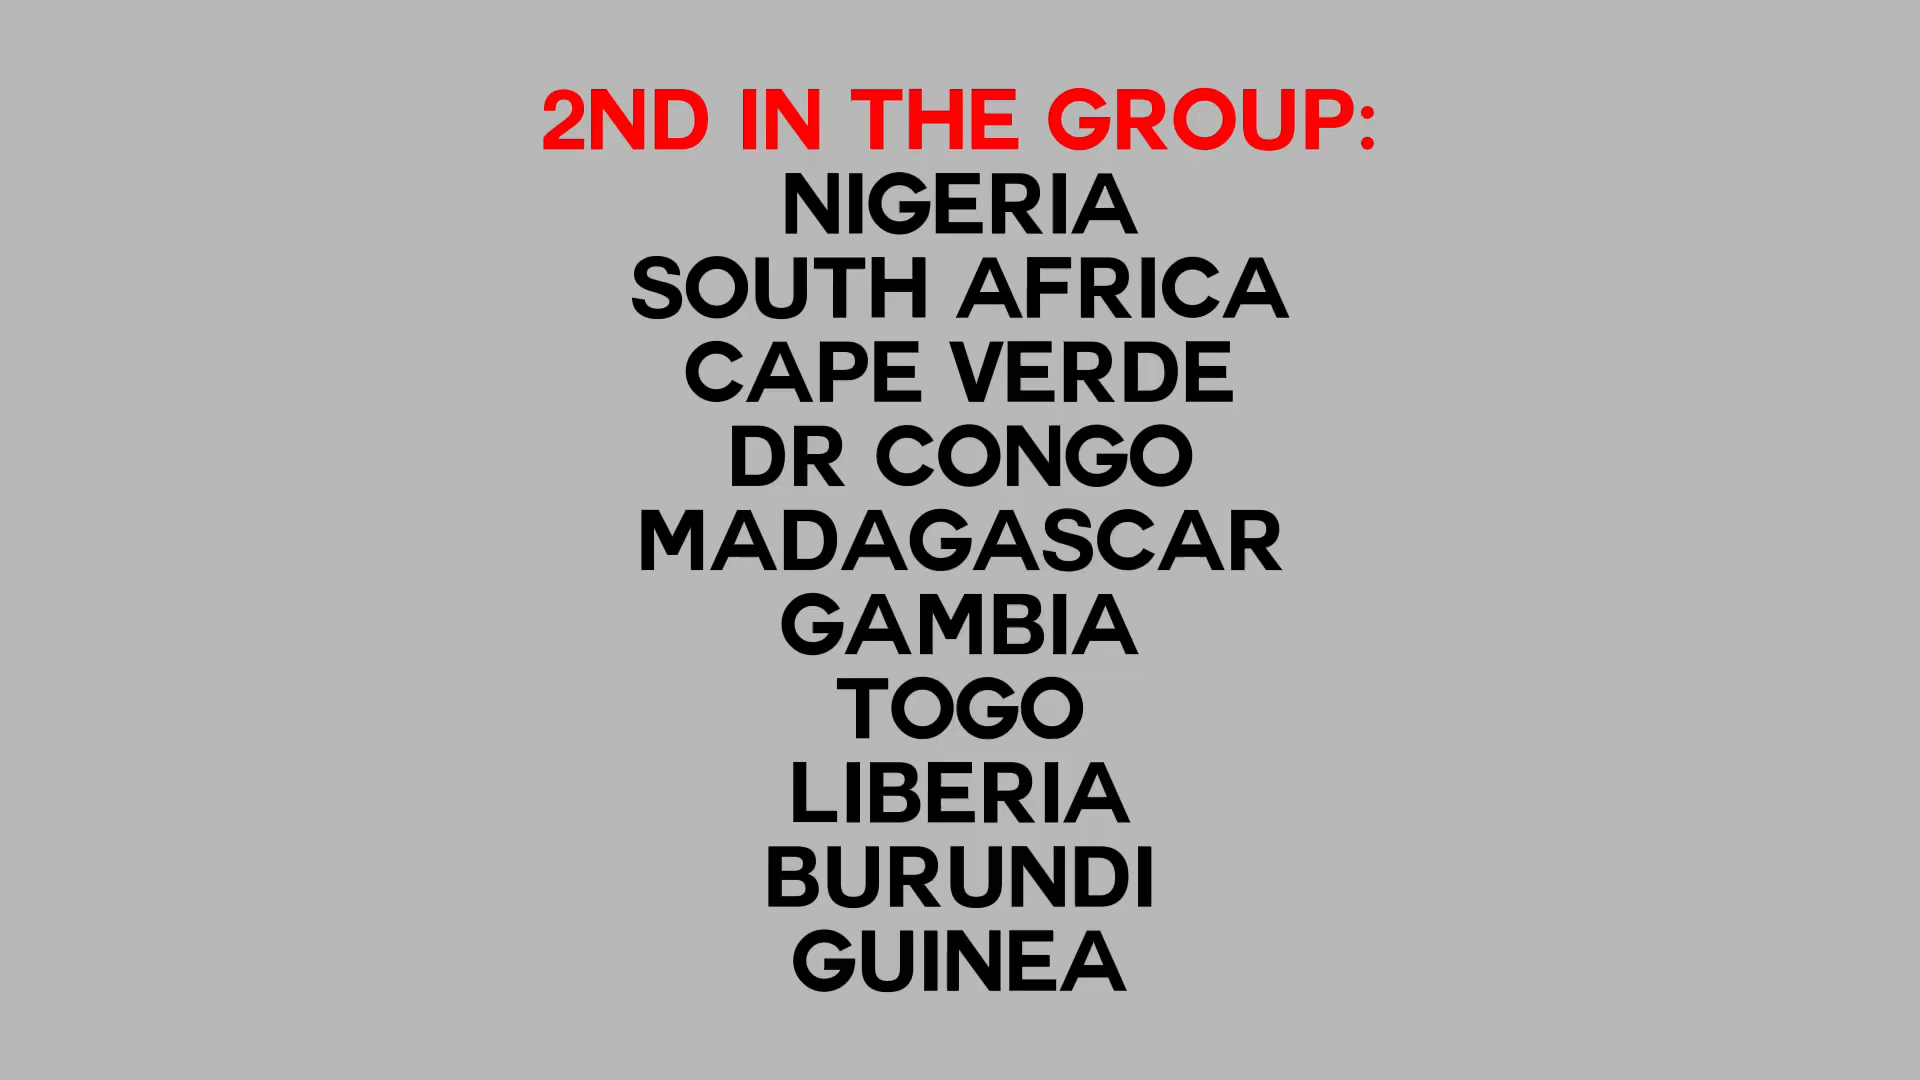 2ND IN THE GROUP:
NIGERIA
SOUTH AFRICA
CAPE VERDE
DR CONGO
MADAGASCAR
GAMBIA
TOGO
LIBERIA
BURUNDI
GUINEA